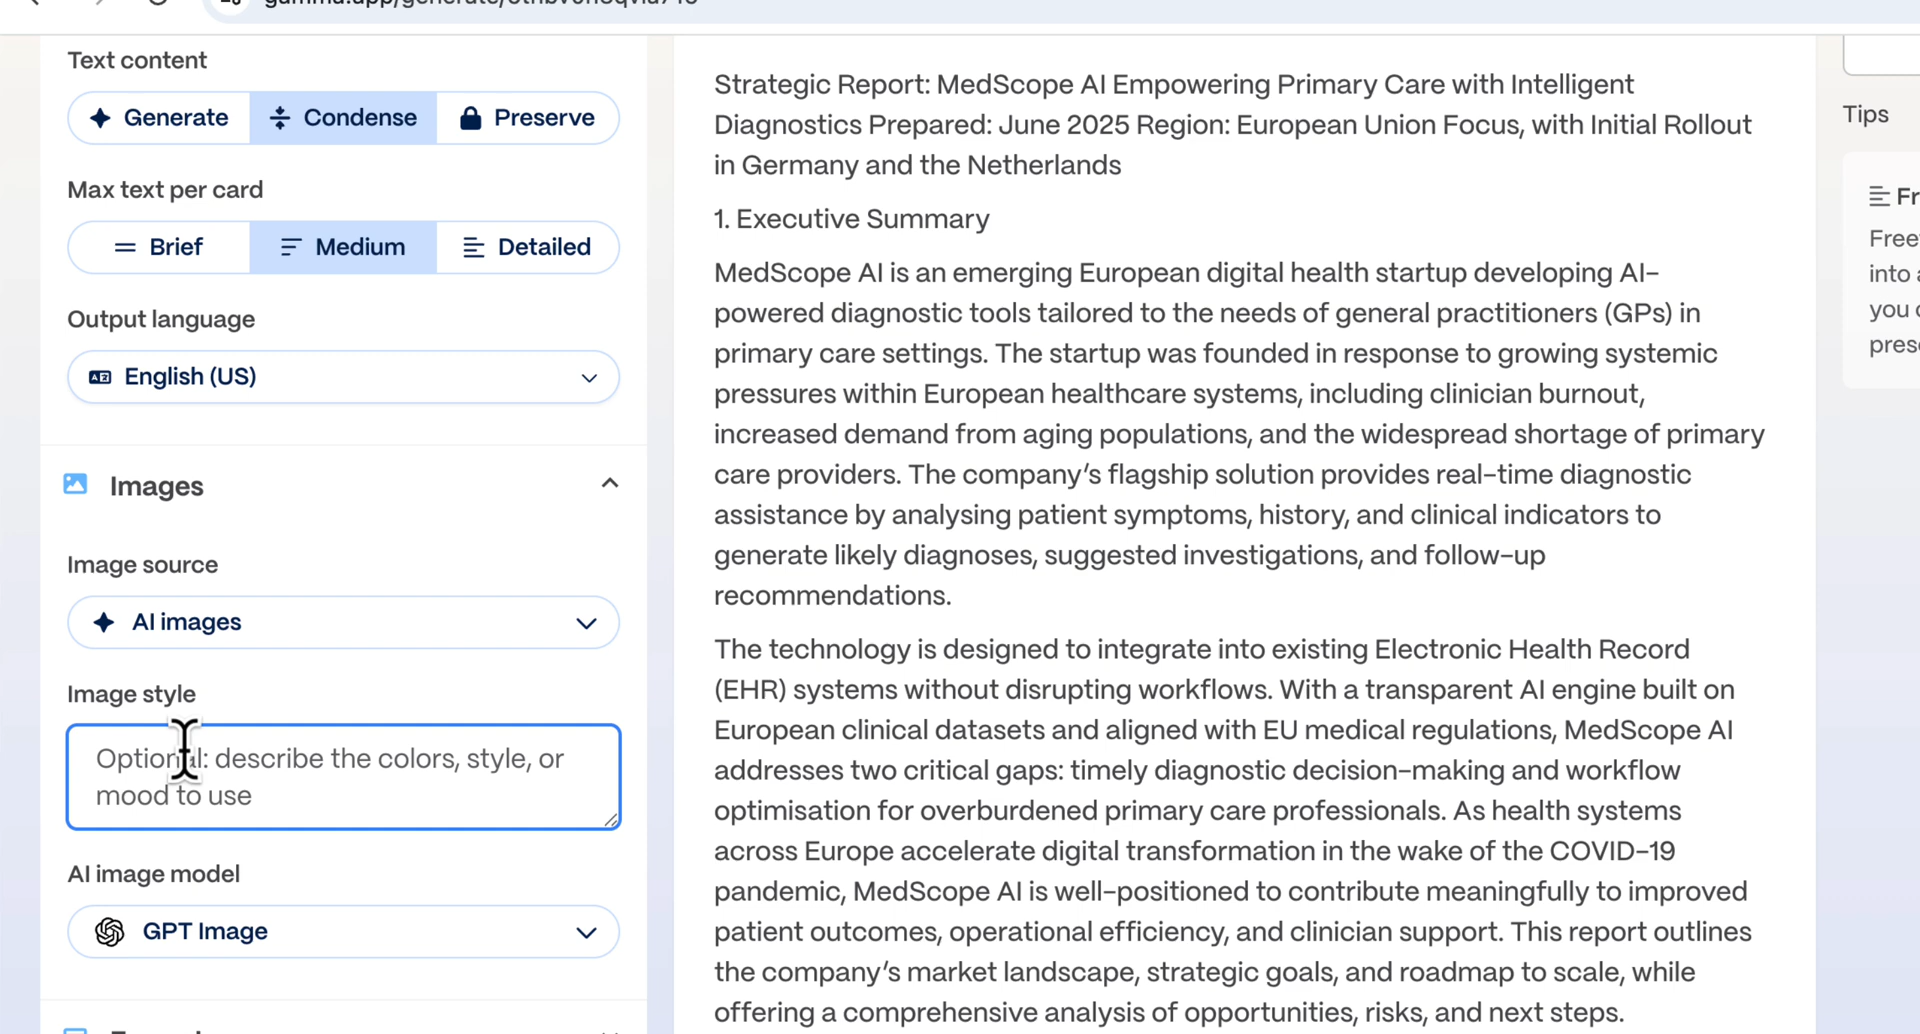 Text content
Generate
Condense
Preserve
Max text per card
Brief
Medium
Detailed
Output language
English (US)
Images
Image source
AI images
Image style
Optional: describe the colors, style, or
mood to use
AI image model
GPT Image
Strategic Report: MedScope AI Empowering Primary Care with Intelligent
Diagnostics Prepared: June 2025 Region: European Union Focus, with Initial Rollout
in Germany and the Netherlands
1. Executive Summary
MedScope AI is an emerging European digital health startup developing AI-
powered diagnostic tools tailored to the needs of general practitioners (GPs) in
primary care settings. The startup was founded in response to growing systemic
pressures within European healthcare systems, including clinician burnout,
increased demand from aging populations, and the widespread shortage of primary
care providers. The company’s flagship solution provides real-time diagnostic
assistance by analysing patient symptoms, history, and clinical indicators to
generate likely diagnoses, suggested investigations, and follow-up
recommendations.
The technology is designed to integrate into existing Electronic Health Record
(EHR) systems without disrupting workflows. With a transparent AI engine built on
European clinical datasets and aligned with EU medical regulations, MedScope AI
addresses two critical gaps: timely diagnostic decision-making and workflow
optimisation for overburdened primary care professionals. As health systems
across Europe accelerate digital transformation in the wake of the COVID-19
pandemic, MedScope AI is well-positioned to contribute meaningfully to improved
patient outcomes, operational efficiency, and clinician support. This report outlines
the company’s market landscape, strategic goals, and roadmap to scale, while
offering a comprehensive analysis of opportunities, risks, and next steps.
Tips
Fr
Free
into a
you c
prese